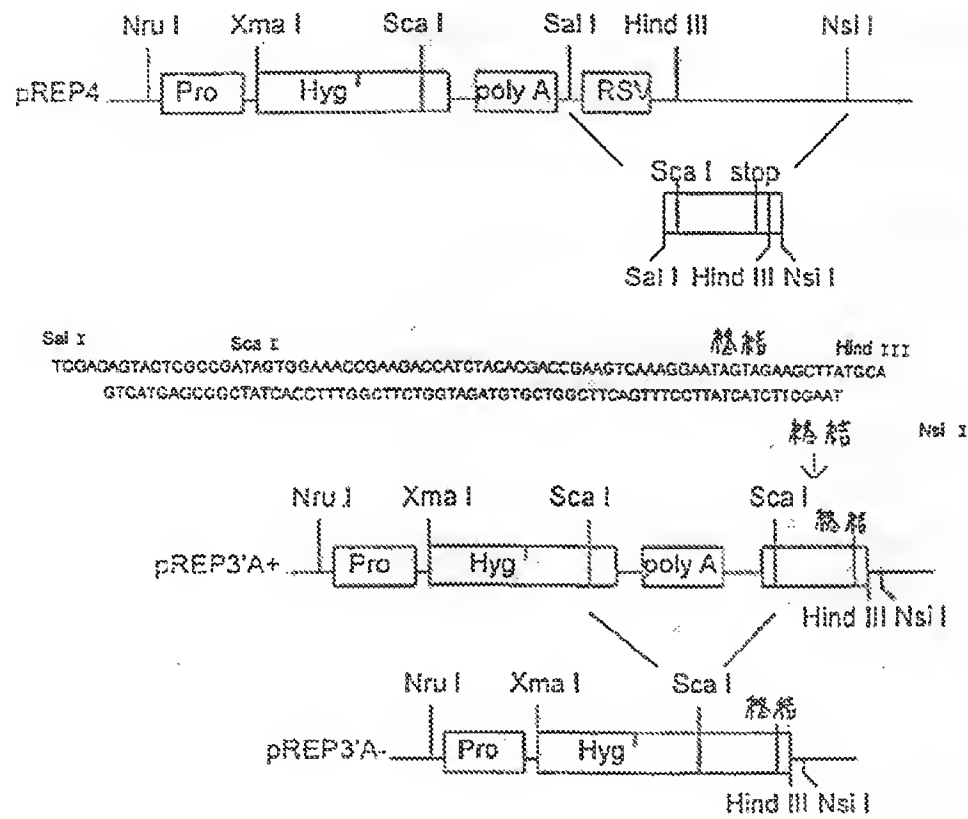 Nru I Xma I Sca I Sal I Hind III Nsi I
pREP4 Pro Hyg r poly A RSV
Sca I stop
Sal I Hind III Nsi I
Sal I Sca I Hind III
TCGACAGTACTCGCCGATAGTGGAAACCGAAGACCATCTACACGACCGAAGTCAAAGGAATAGTAGAAGCTTATGCA
GTCATGAGCGGCTATCACCTTTGGCTTCTGGTAGATGTGCTGGCTTCAGTTTCCTTATCATCTTCGAAT
Nsi I
Nru I Xma I Sca I Sca I
pREP3'A+ Pro Hyg r poly A
Hind III Nsi I
Nru I Xma I Sca I
pREP3'A- Pro Hyg r
Hind III Nsi I